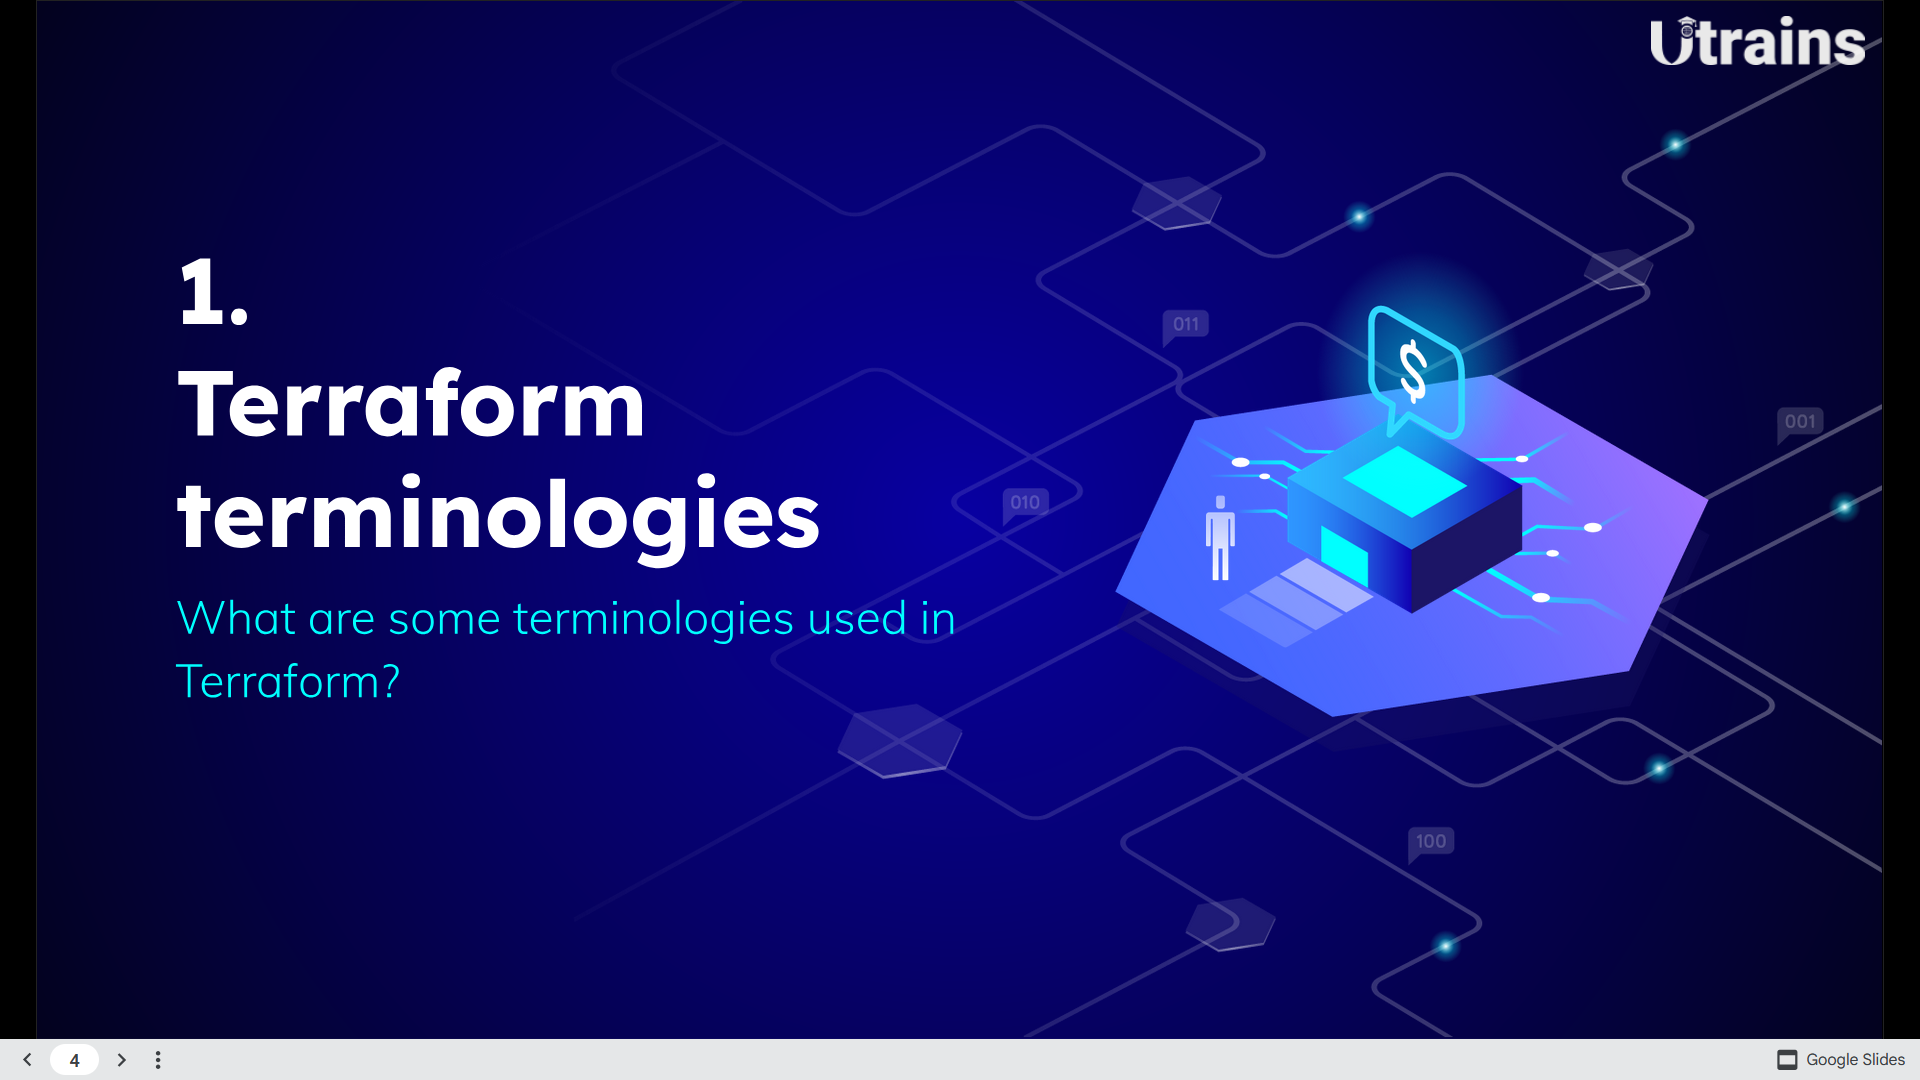 Utrains
1.
Terraform
terminologies
What are some terminologies used in
Terraform?
$
011
001
010
100
4
Google Slides